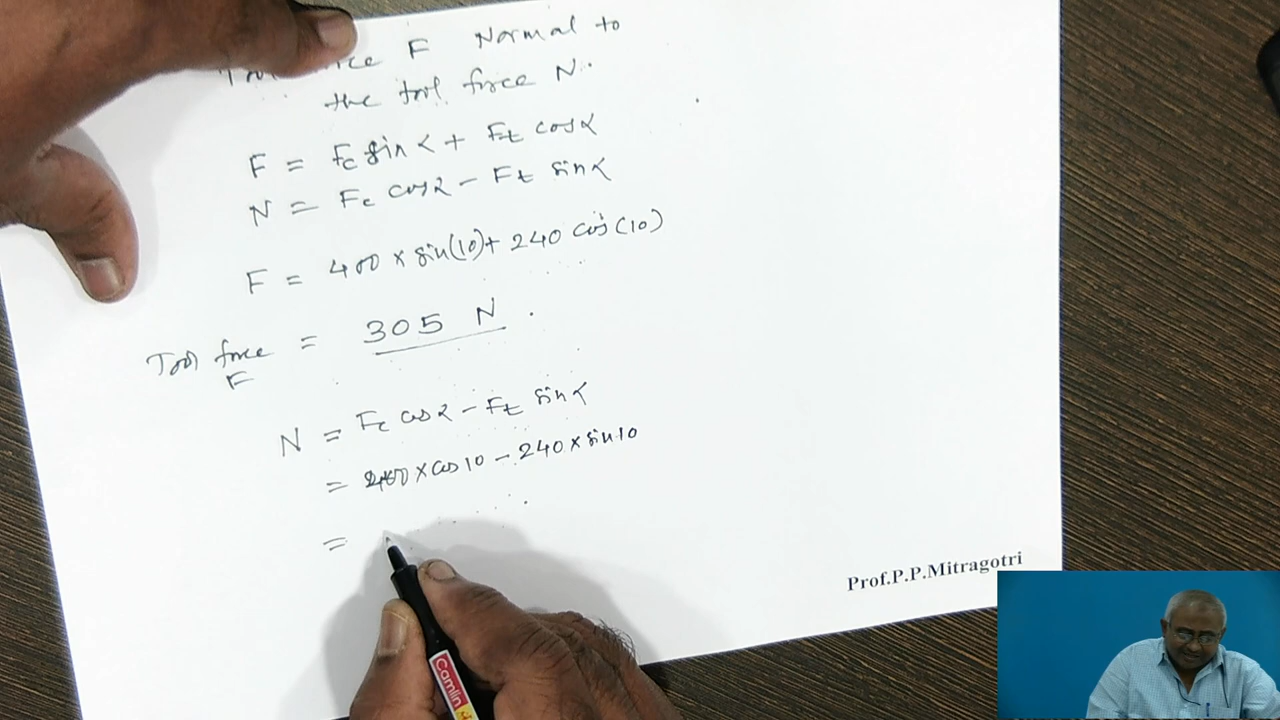 F Normal to
the tool force N.
F = Fc sin α + Ft cos α
N = Fc cos α - Ft sin α
F = 400 × sin(10) + 240 cos(10)
Tool force = 305 N.
F
N = Fc cos α - Ft sin α
= 400 × cos 10 - 240 × sin 10
=
Prof.P.P.Mitragotri
Camlin